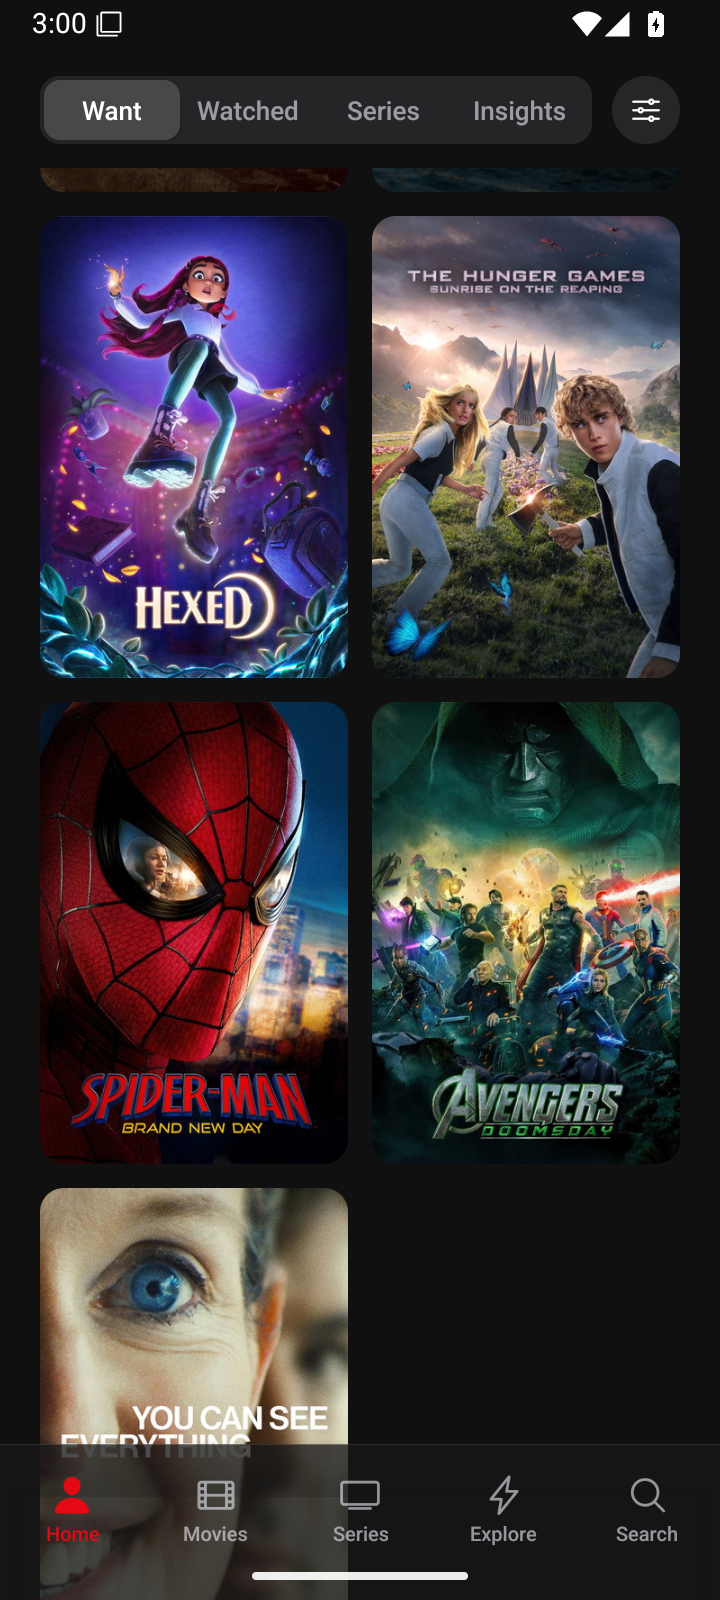 3:00
Want Watched Series Insights
THE HUNGER GAMES
SUNRISE ON THE REAPING
HEXED
SPIDER-MAN
BRAND NEW DAY
AVENGERS
DOOMSDAY
YOU CAN SEE
EVERYTHING
Home Movies Series Explore Search